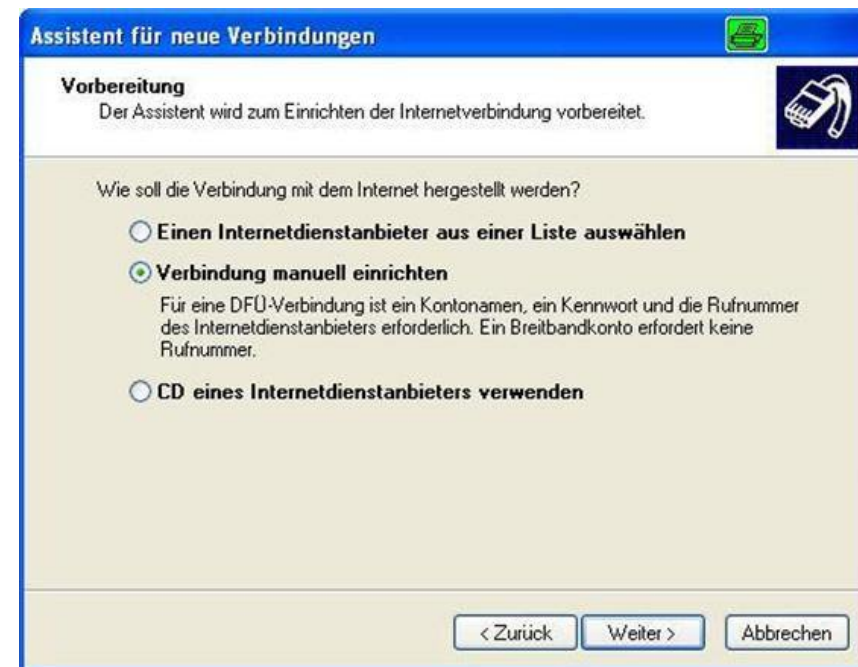 Assistent für neue Verbindungen
Vorbereitung
Der Assistent wird zum Einrichten der Internetverbindung vorbereitet.
Wie soll die Verbindung mit dem Internet hergestellt werden?
Einen Internetdienstanbieter aus einer Liste auswählen
Verbindung manuell einrichten
Für eine DFÜ-Verbindung ist ein Kontonamen, ein Kennwort und die Rufnummer
des Internetdienstanbieters erforderlich. Ein Breitbandkonto erfordert keine
Rufnummer.
CD eines Internetdienstanbieters verwenden
< Zurück Weiter > Abbrechen